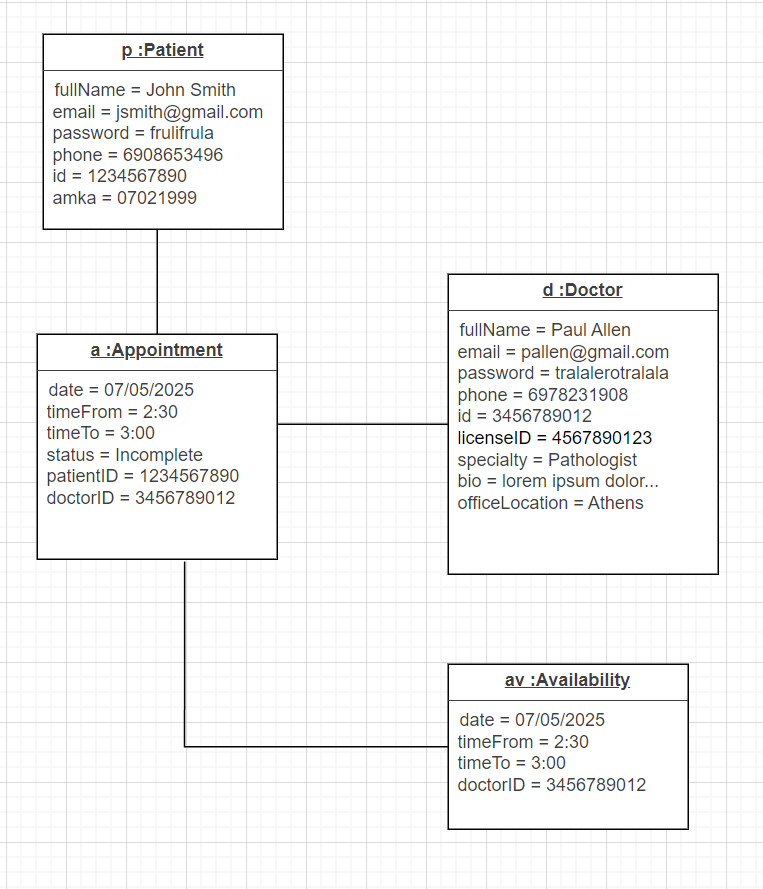 p :Patient
fullName = John Smith
email = jsmith@gmail.com
password = frulifrula
phone = 6908653496
id = 1234567890
amka = 07021999
a :Appointment
date = 07/05/2025
timeFrom = 2:30
timeTo = 3:00
status = Incomplete
patientID = 1234567890
doctorID = 3456789012
d :Doctor
fullName = Paul Allen
email = pallen@gmail.com
password = tralalerotralala
phone = 6978231908
id = 3456789012
licenseID = 4567890123
specialty = Pathologist
bio = lorem ipsum dolor...
officeLocation = Athens
av :Availability
date = 07/05/2025
timeFrom = 2:30
timeTo = 3:00
doctorID = 3456789012